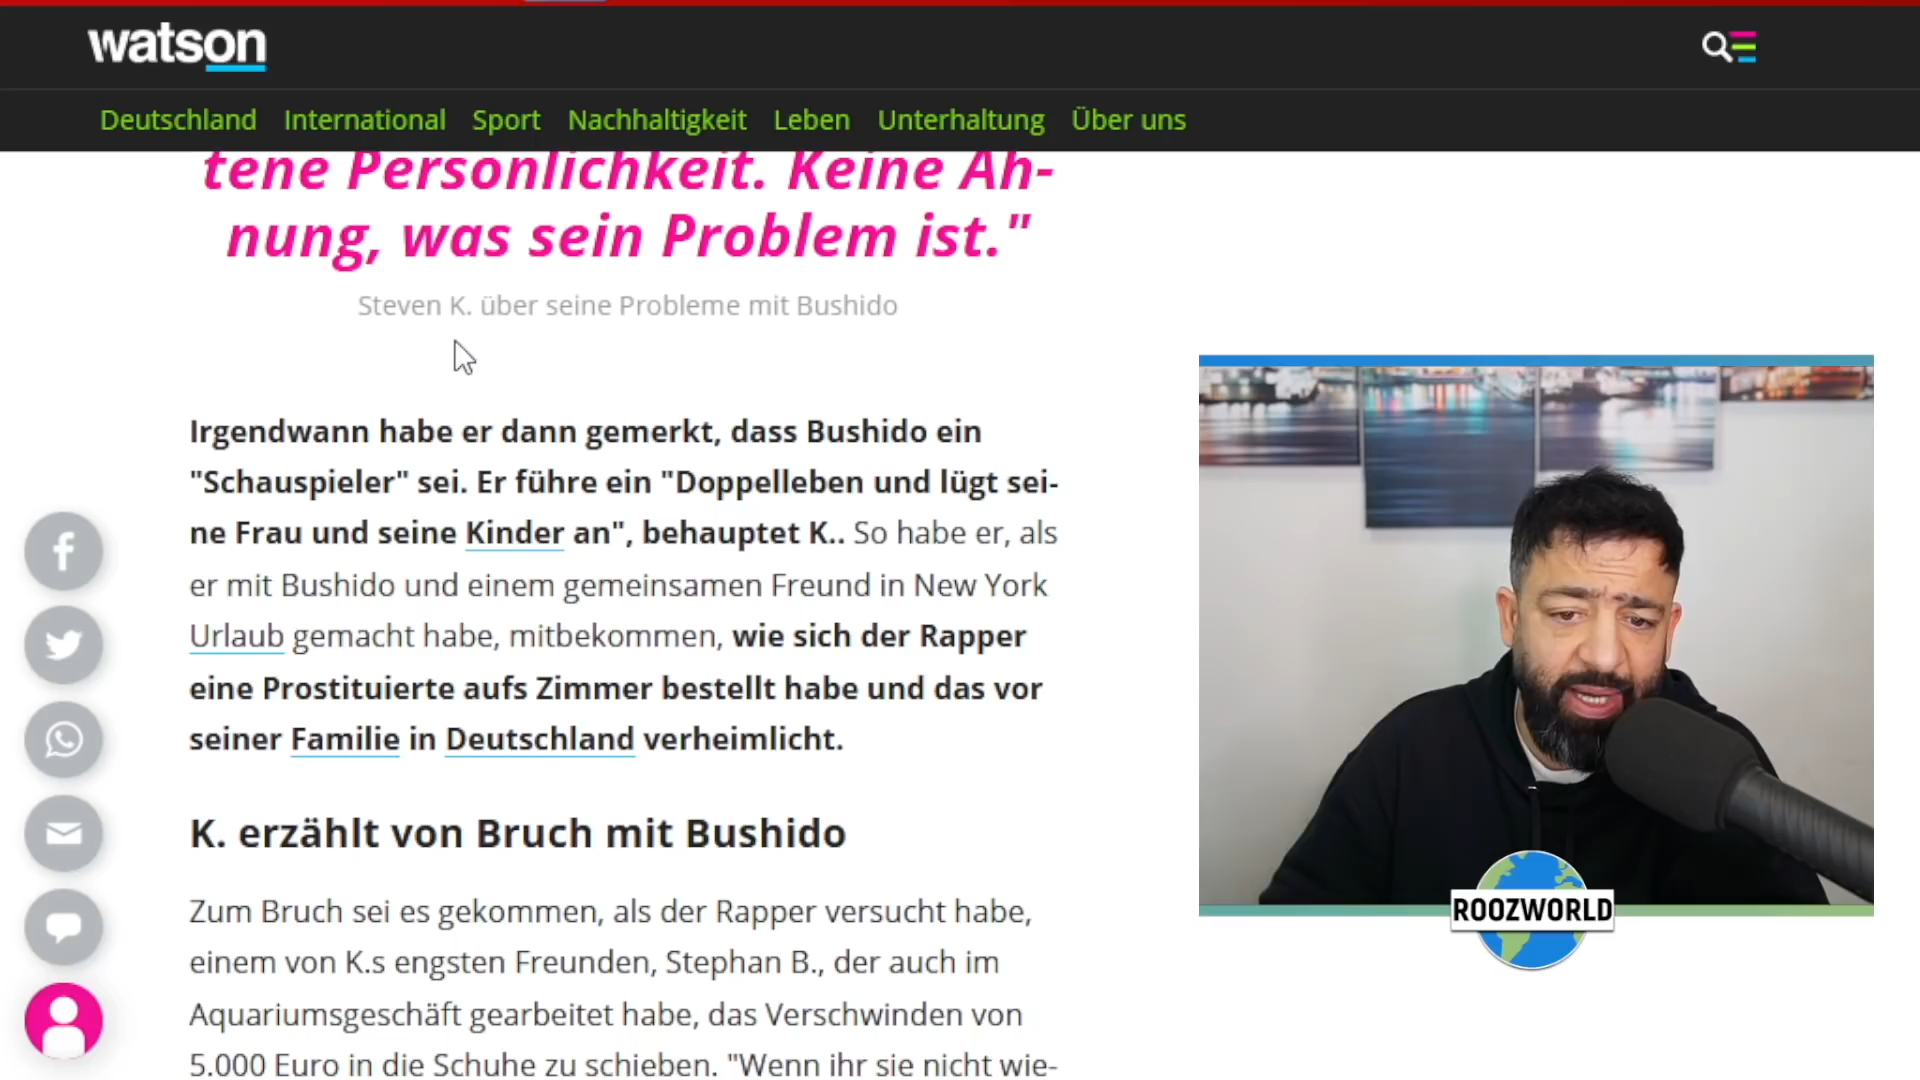 watson
Deutschland International Sport Nachhaltigkeit Leben Unterhaltung Über uns
tene Persönlichkeit. Keine Ah-
nung, was sein Problem ist."
Steven K. über seine Probleme mit Bushido
Irgendwann habe er dann gemerkt, dass Bushido ein
"Schauspieler" sei. Er führe ein "Doppelleben und lügt sei-
ne Frau und seine Kinder an", behauptet K.. So habe er, als
er mit Bushido und einem gemeinsamen Freund in New York
Urlaub gemacht habe, mitbekommen, wie sich der Rapper
eine Prostituierte aufs Zimmer bestellt habe und das vor
seiner Familie in Deutschland verheimlicht.
K. erzählt von Bruch mit Bushido
Zum Bruch sei es gekommen, als der Rapper versucht habe,
einem von K.s engsten Freunden, Stephan B., der auch im
Aquariumsgeschäft gearbeitet habe, das Verschwinden von
5.000 Euro in die Schuhe zu schieben. "Wenn ihr sie nicht wie-
ROOZWORLD